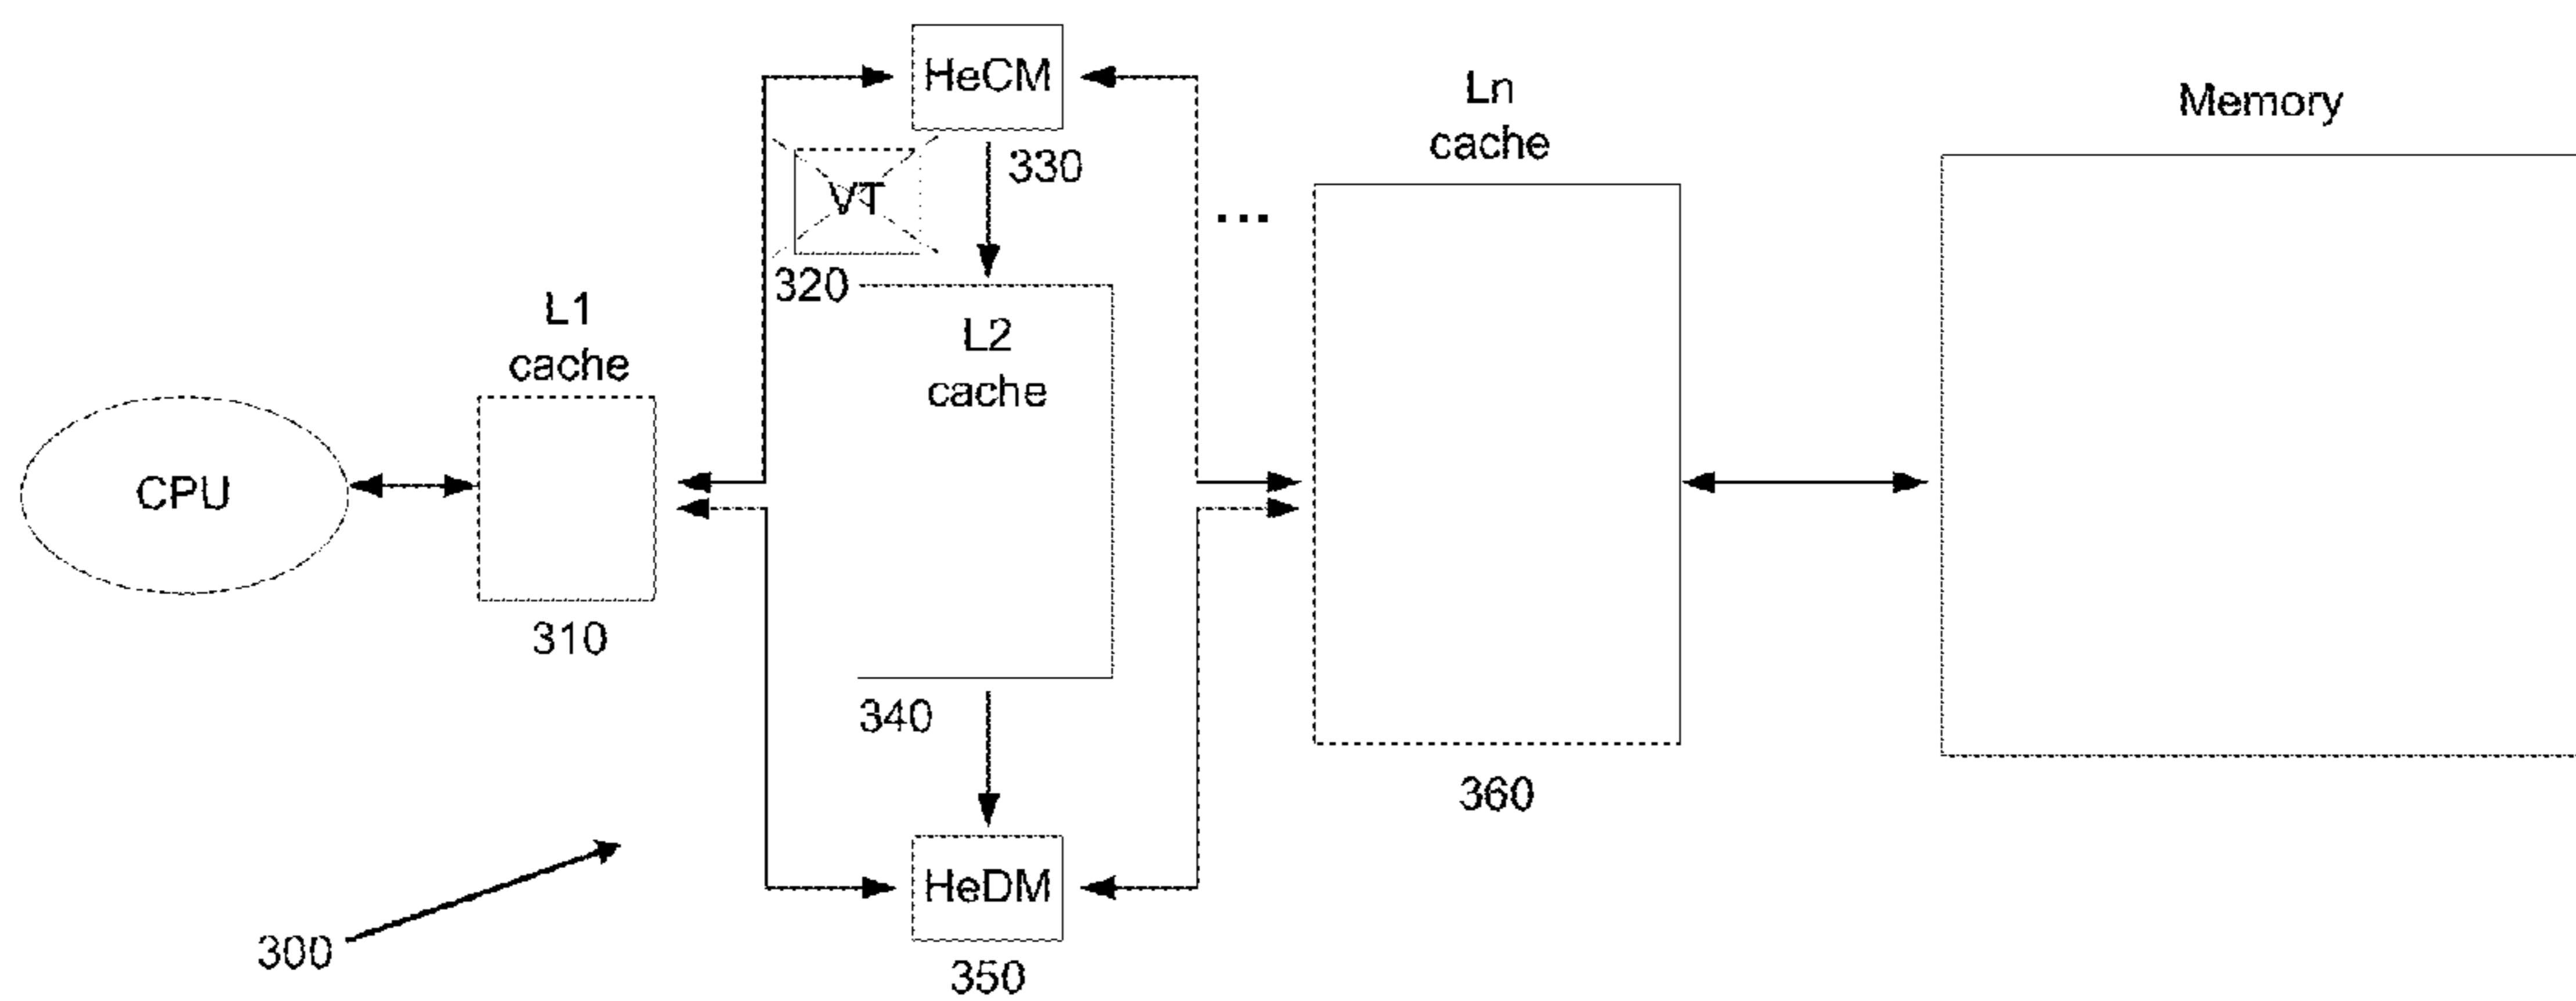 HeCM
330
VT
320
L1
cache
L2
cache
...
Ln
cache
Memory
CPU
310
340
360
HeDM
350
300